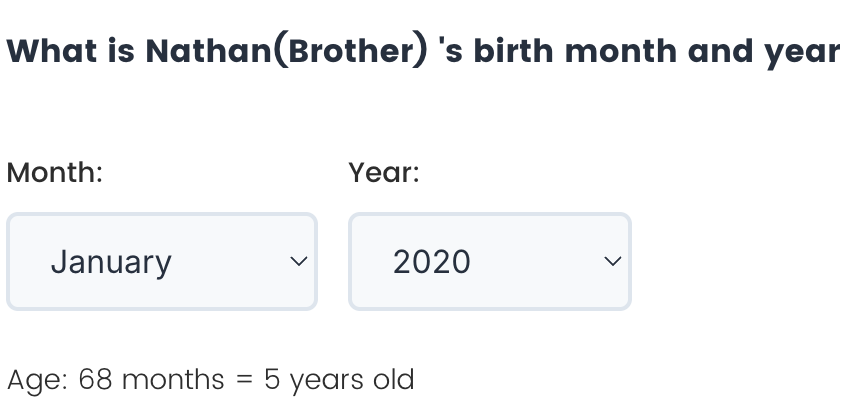 What is Nathan(Brother) 's birth month and year
Month: Year:
January 2020
Age: 68 months = 5 years old